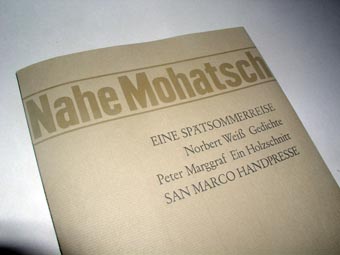 Nahe Mohatsch
EINE SPÄTSOMMERREISE
Norbert Weiß Gedichte
Peter Marggraf Ein Holzschnitt
SAN MARCO HANDPRESSE